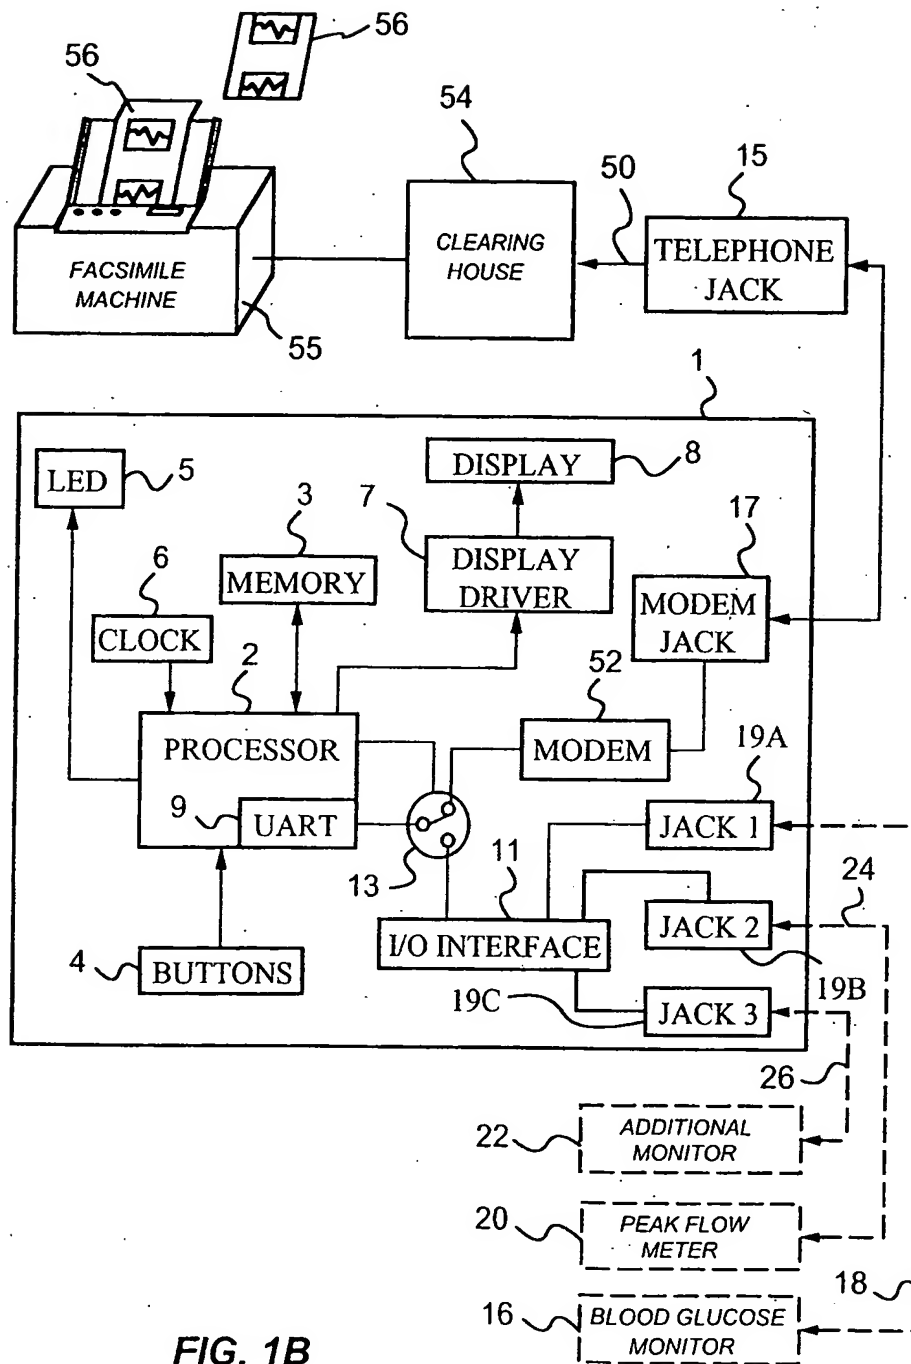 56
56
54
15
50
CLEARING
HOUSE
TELEPHONE
JACK
FACSIMILE
MACHINE
55
1
LED
5
DISPLAY
8
3
7
17
MEMORY
DISPLAY
DRIVER
6
MODEM
JACK
CLOCK
2
52
PROCESSOR
MODEM
19A
9
UART
JACK 1
13
11
24
JACK 2
I/O INTERFACE
4
BUTTONS
19B
19C
JACK 3
26
22
ADDITIONAL
MONITOR
20
PEAK FLOW
METER
18
16
BLOOD GLUCOSE
MONITOR
FIG. 1B